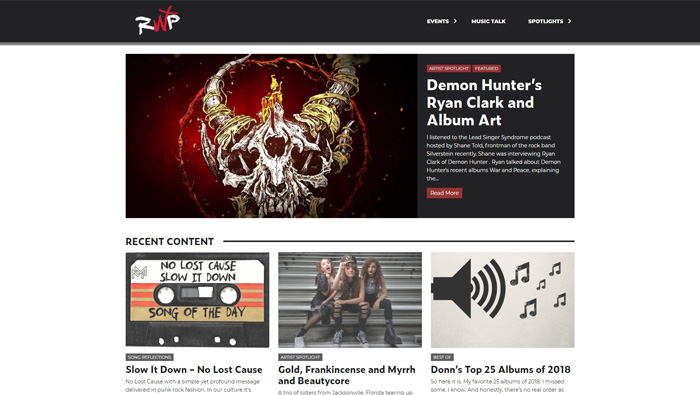 RWP
EVENTS
MUSIC TALK
SPOTLIGHTS
ARTIST SPOTLIGHT
FEATURED
Demon Hunter's
Ryan Clark and
Album Art
I listened to the Lead Singer Syndrome podcast
hosted by Shane Told, frontman of the rock band
Silverstein recently. Shane was interviewing Ryan
Clark of Demon Hunter . Ryan talked about Demon
Hunter's recent albums War and Peace, explaining
the...
Read More
RECENT CONTENT
NO LOST CAUSE
SLOW IT DOWN
SONG OF THE DAY
SONG REFLECTIONS
ARTIST SPOTLIGHT
BEST OF
Slow It Down – No Lost Cause
No Lost Cause with a simple yet profound message
delivered in punk rock fashion. In our culture it's
Gold, Frankincense and Myrrh
and Beautycore
A trio of sisters from Jacksonville, Florida tearing up
Donn's Top 25 Albums of 2018
So here it is. My favorite 25 albums of 2018. I missed
some. I know. And honestly, there's no real order as